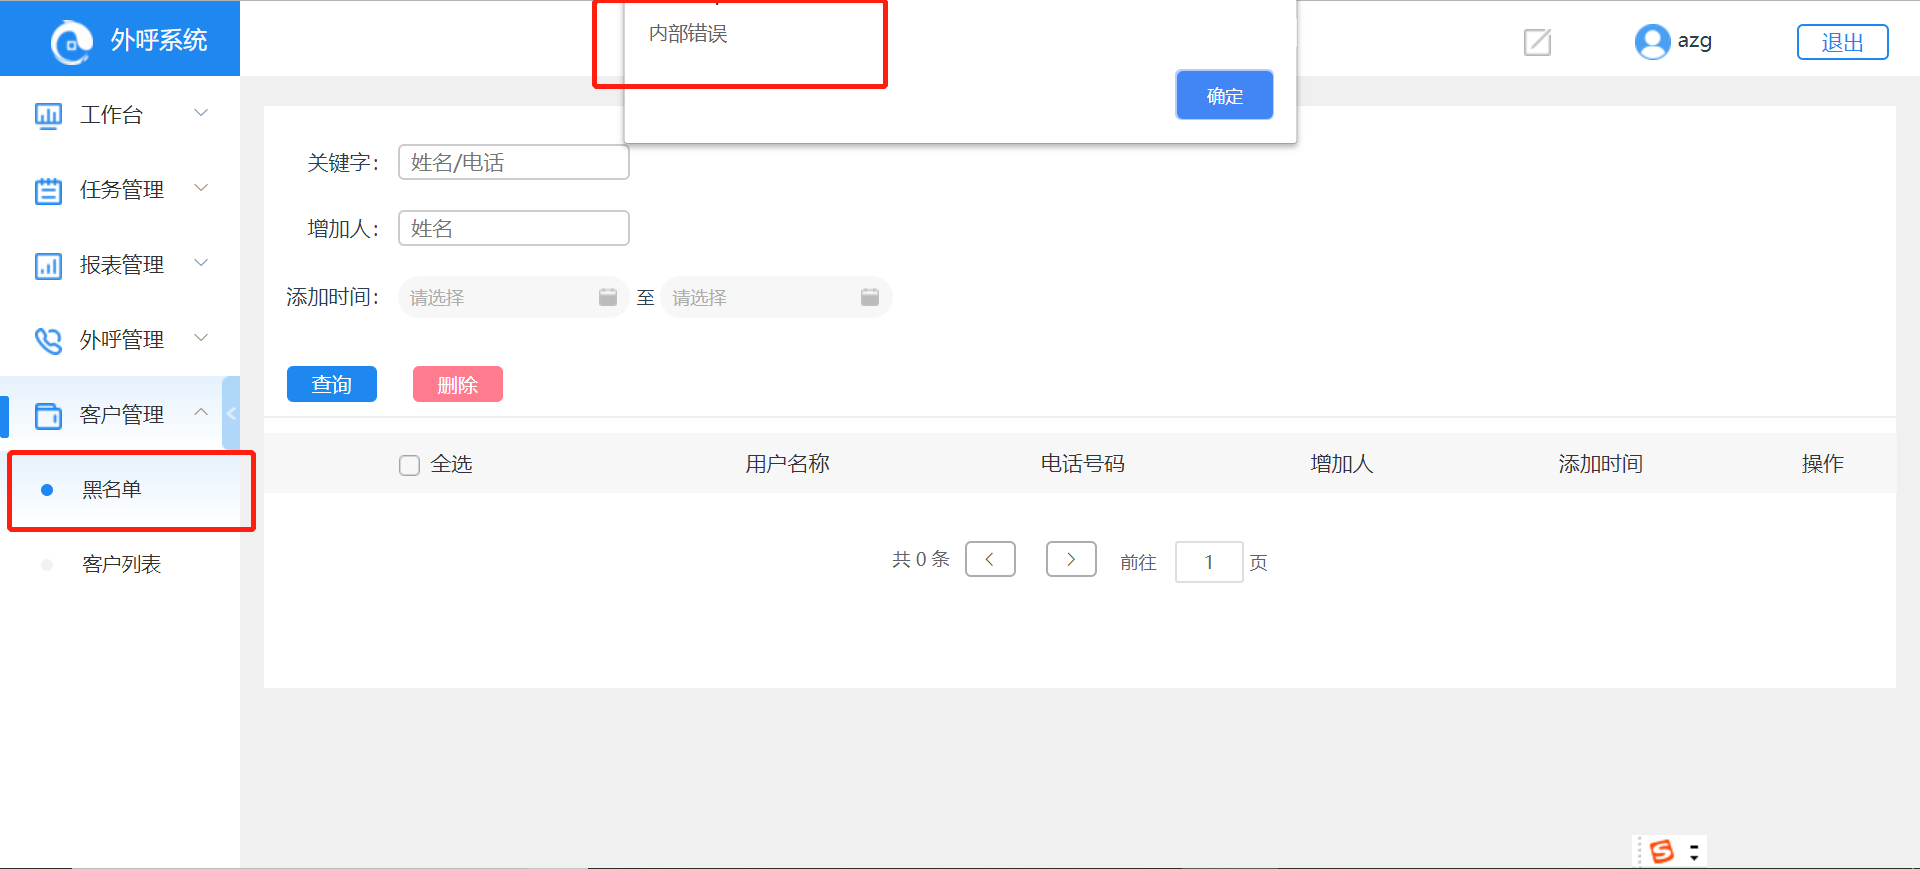 外呼系统
内部错误
确定
azg
退出
工作台
任务管理
报表管理
外呼管理
客户管理
黑名单
客户列表
关键字：
姓名/电话
增加人：
姓名
添加时间：
请选择
至
请选择
查询
删除
全选
用户名称
电话号码
增加人
添加时间
操作
共 0 条
前往
1
页